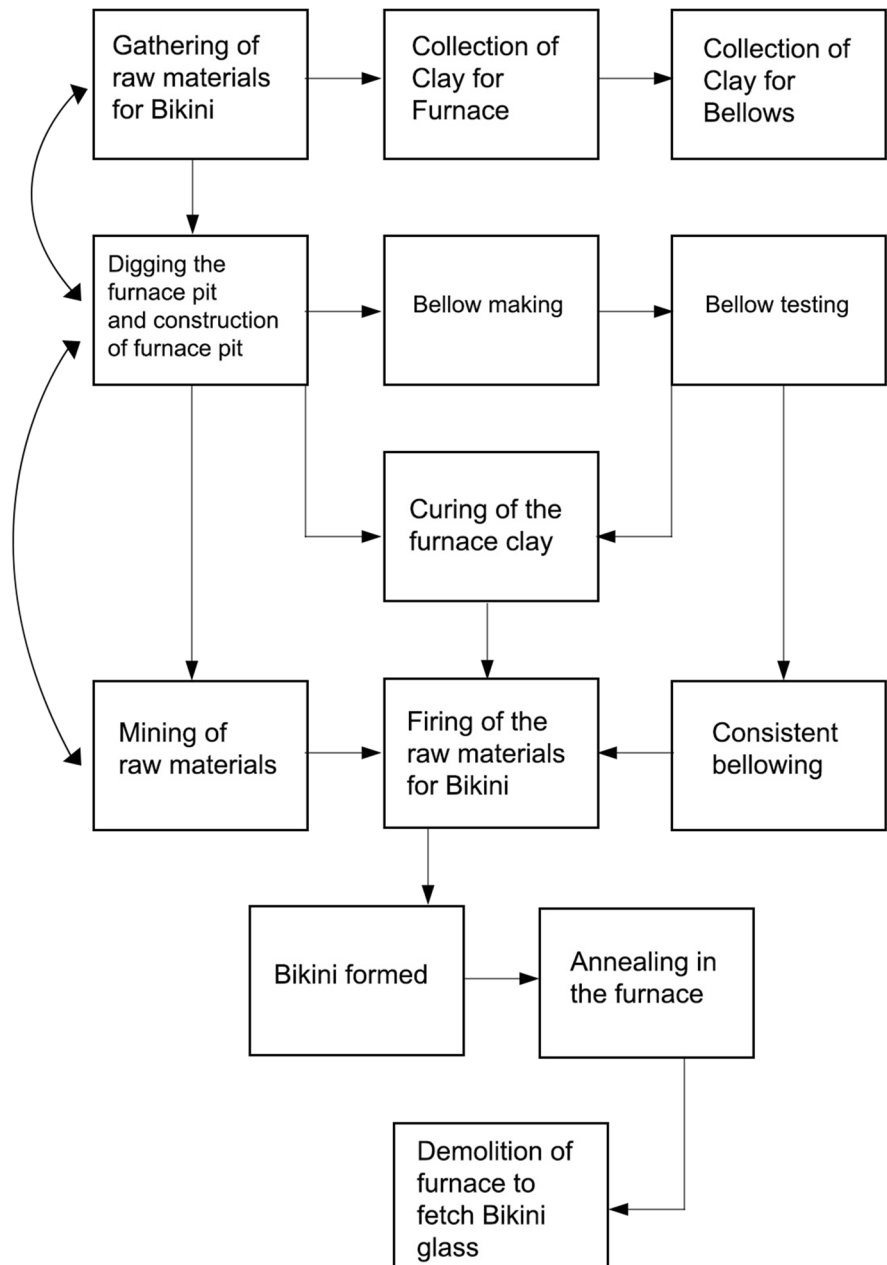 Gathering of
raw materials
for Bikini
Collection of
Clay for
Furnace
Collection of
Clay for
Bellows
Digging the
furnace pit
and construction
of furnace pit
Bellow making
Bellow testing
Curing of the
furnace clay
Mining of
raw materials
Firing of the
raw materials
for Bikini
Consistent
bellowing
Bikini formed
Annealing in
the furnace
Demolition of
furnace to
fetch Bikini
glass